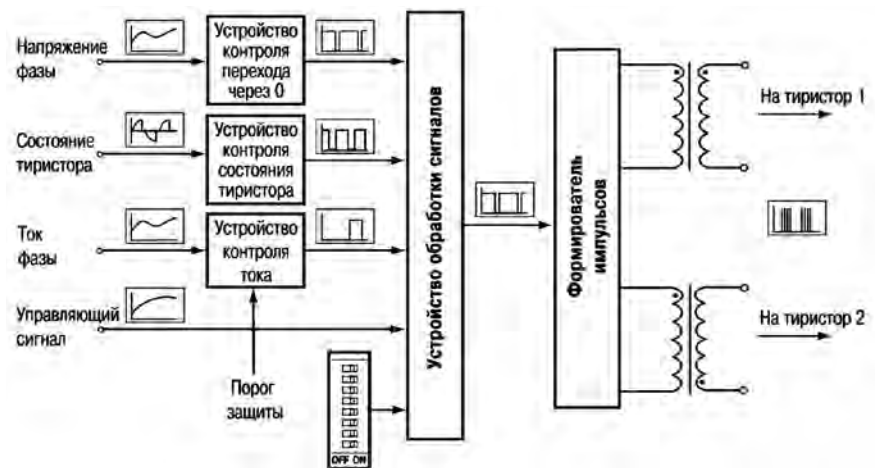 Напряжение
фазы
Устройство
контроля
перехода
через 0
Состояние
тиристора
Устройство
контроля
состояния
тиристора
Ток
фазы
Устройство
контроля
тока
Управляющий
сигнал
Порог
защиты
OFF ON
Устройство обработки сигналов
Формирователь
импульсов
На тиристор 1
На тиристор 2